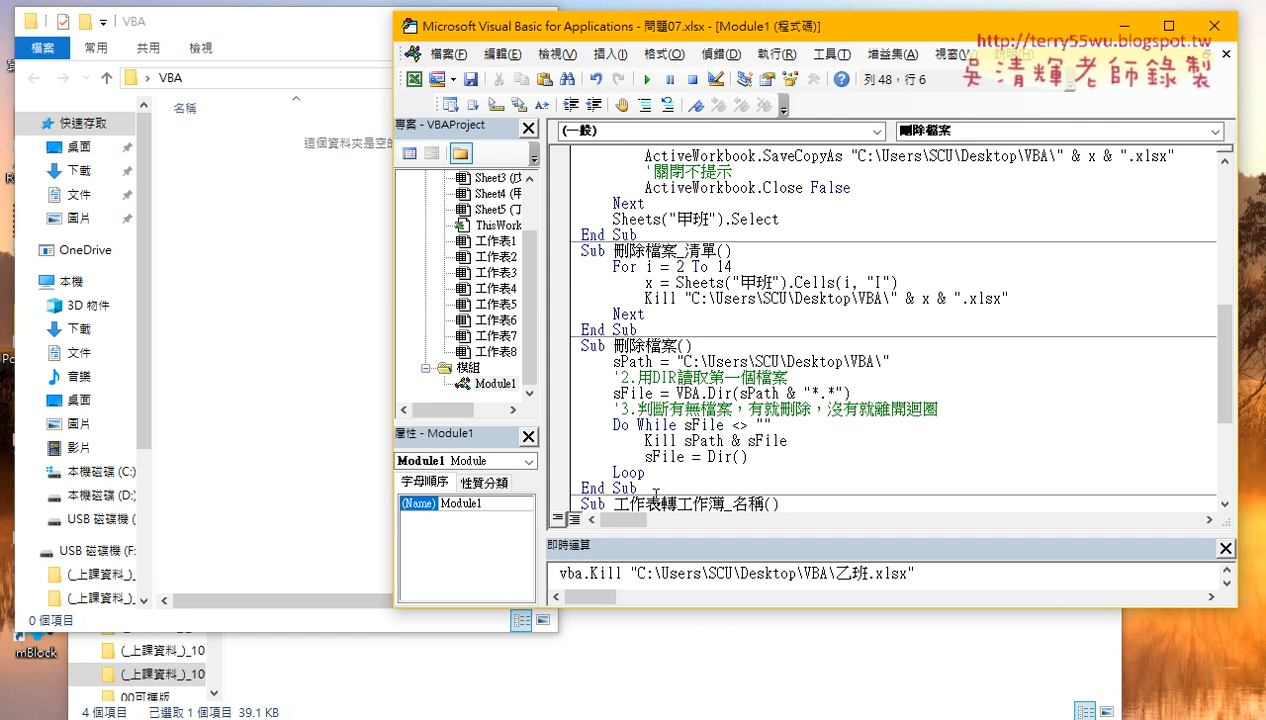 VBA
檔案
常用
共用
檢視
VBA
名稱
這個資料夾是空的
快速存取
桌面
下載
文件
圖片
OneDrive
本機
3D 物件
下載
文件
音樂
桌面
圖片
影片
本機磁碟 (C:)
本機磁碟 (D:)
USB 磁碟機 (
USB 磁碟機 (F:
(_上課資料_)_
(_上課資料_)_
0 個項目
mBlock
(_上課資料_)_10
(_上課資料_)_10
00可攜版
4 個項目 已選取 1 個項目 39.1 KB
Microsoft Visual Basic for Applications - 問題07.xlsx - [Module1 (程式碼)]
http://terry55wu.blogspot.tw
吳清輝老師錄製
檔案(F) 編輯(E) 檢視(V) 插入(I) 格式(O) 偵錯(D) 執行(R) 工具(T) 增益集(A) 視窗(W)
列 48，行 6
專案 - VBAProject
Sheet3 (
Sheet4 (
Sheet5 (
ThisWork
工作表1
工作表2
工作表3
工作表4
工作表5
工作表6
工作表7
工作表8
模組
Module1
屬性 - Module1
Module1 Module
字母順序 性質分類
(Name) Module1
(一般)
刪除檔案
ActiveWorkbook.SaveCopyAs "C:\Users\SCU\Desktop\VBA\" & x & ".xlsx"
'關閉不提示
ActiveWorkbook.Close False
Next
Sheets("甲班").Select
End Sub
Sub 刪除檔案_清單()
For i = 2 To 14
x = Sheets("甲班").Cells(i, "I")
Kill "C:\Users\SCU\Desktop\VBA\" & x & ".xlsx"
Next
End Sub
Sub 刪除檔案()
sPath = "C:\Users\SCU\Desktop\VBA\"
'2.用DIR讀取第一個檔案
sFile = VBA.Dir(sPath & "*.*")
'3.判斷有無檔案，有就刪除，沒有就離開迴圈
Do While sFile <> ""
Kill sPath & sFile
sFile = Dir()
Loop
End Sub
Sub 工作表轉工作簿_名稱()
即時運算
vba.Kill "C:\Users\SCU\Desktop\VBA\乙班.xlsx"